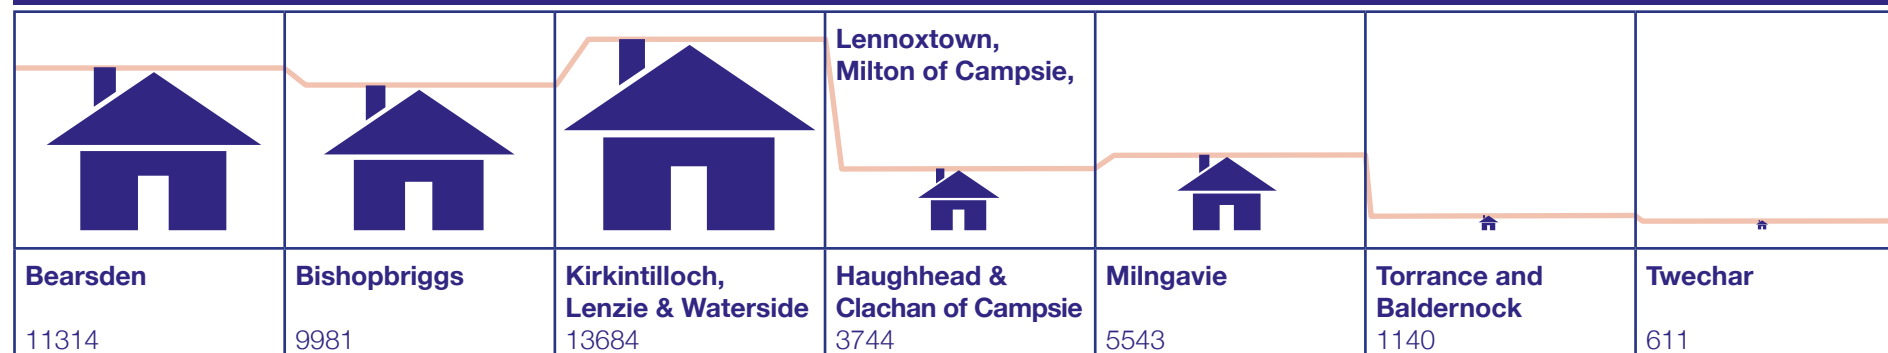 Bearsden
11314
Bishopbriggs
9981
Kirkintilloch,
Lenzie & Waterside
13684
Lennoxtown,
Milton of Campsie,
Haughhead &
Clachan of Campsie
3744
Milngavie
5543
Torrance and
Baldernock
1140
Twechar
611